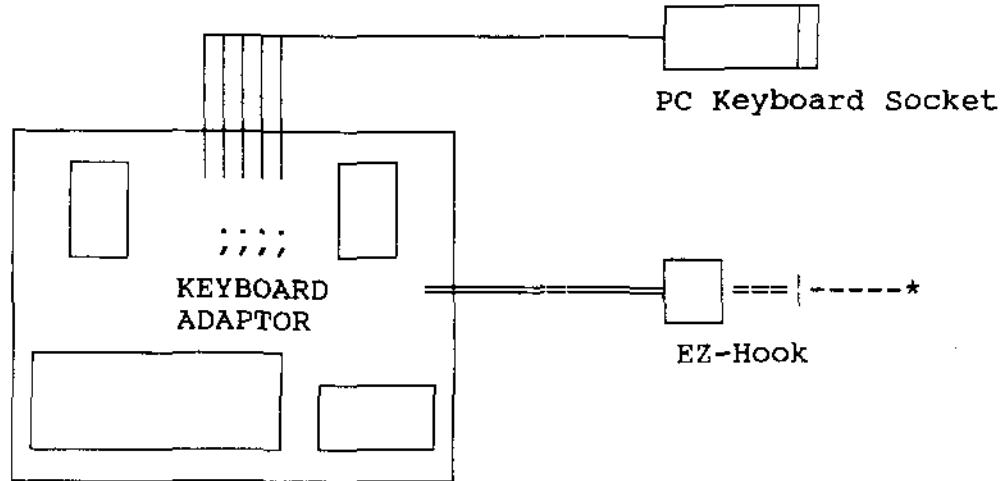 PC Keyboard Socket
;;;;
KEYBOARD
ADAPTOR
===|-----*
EZ-Hook